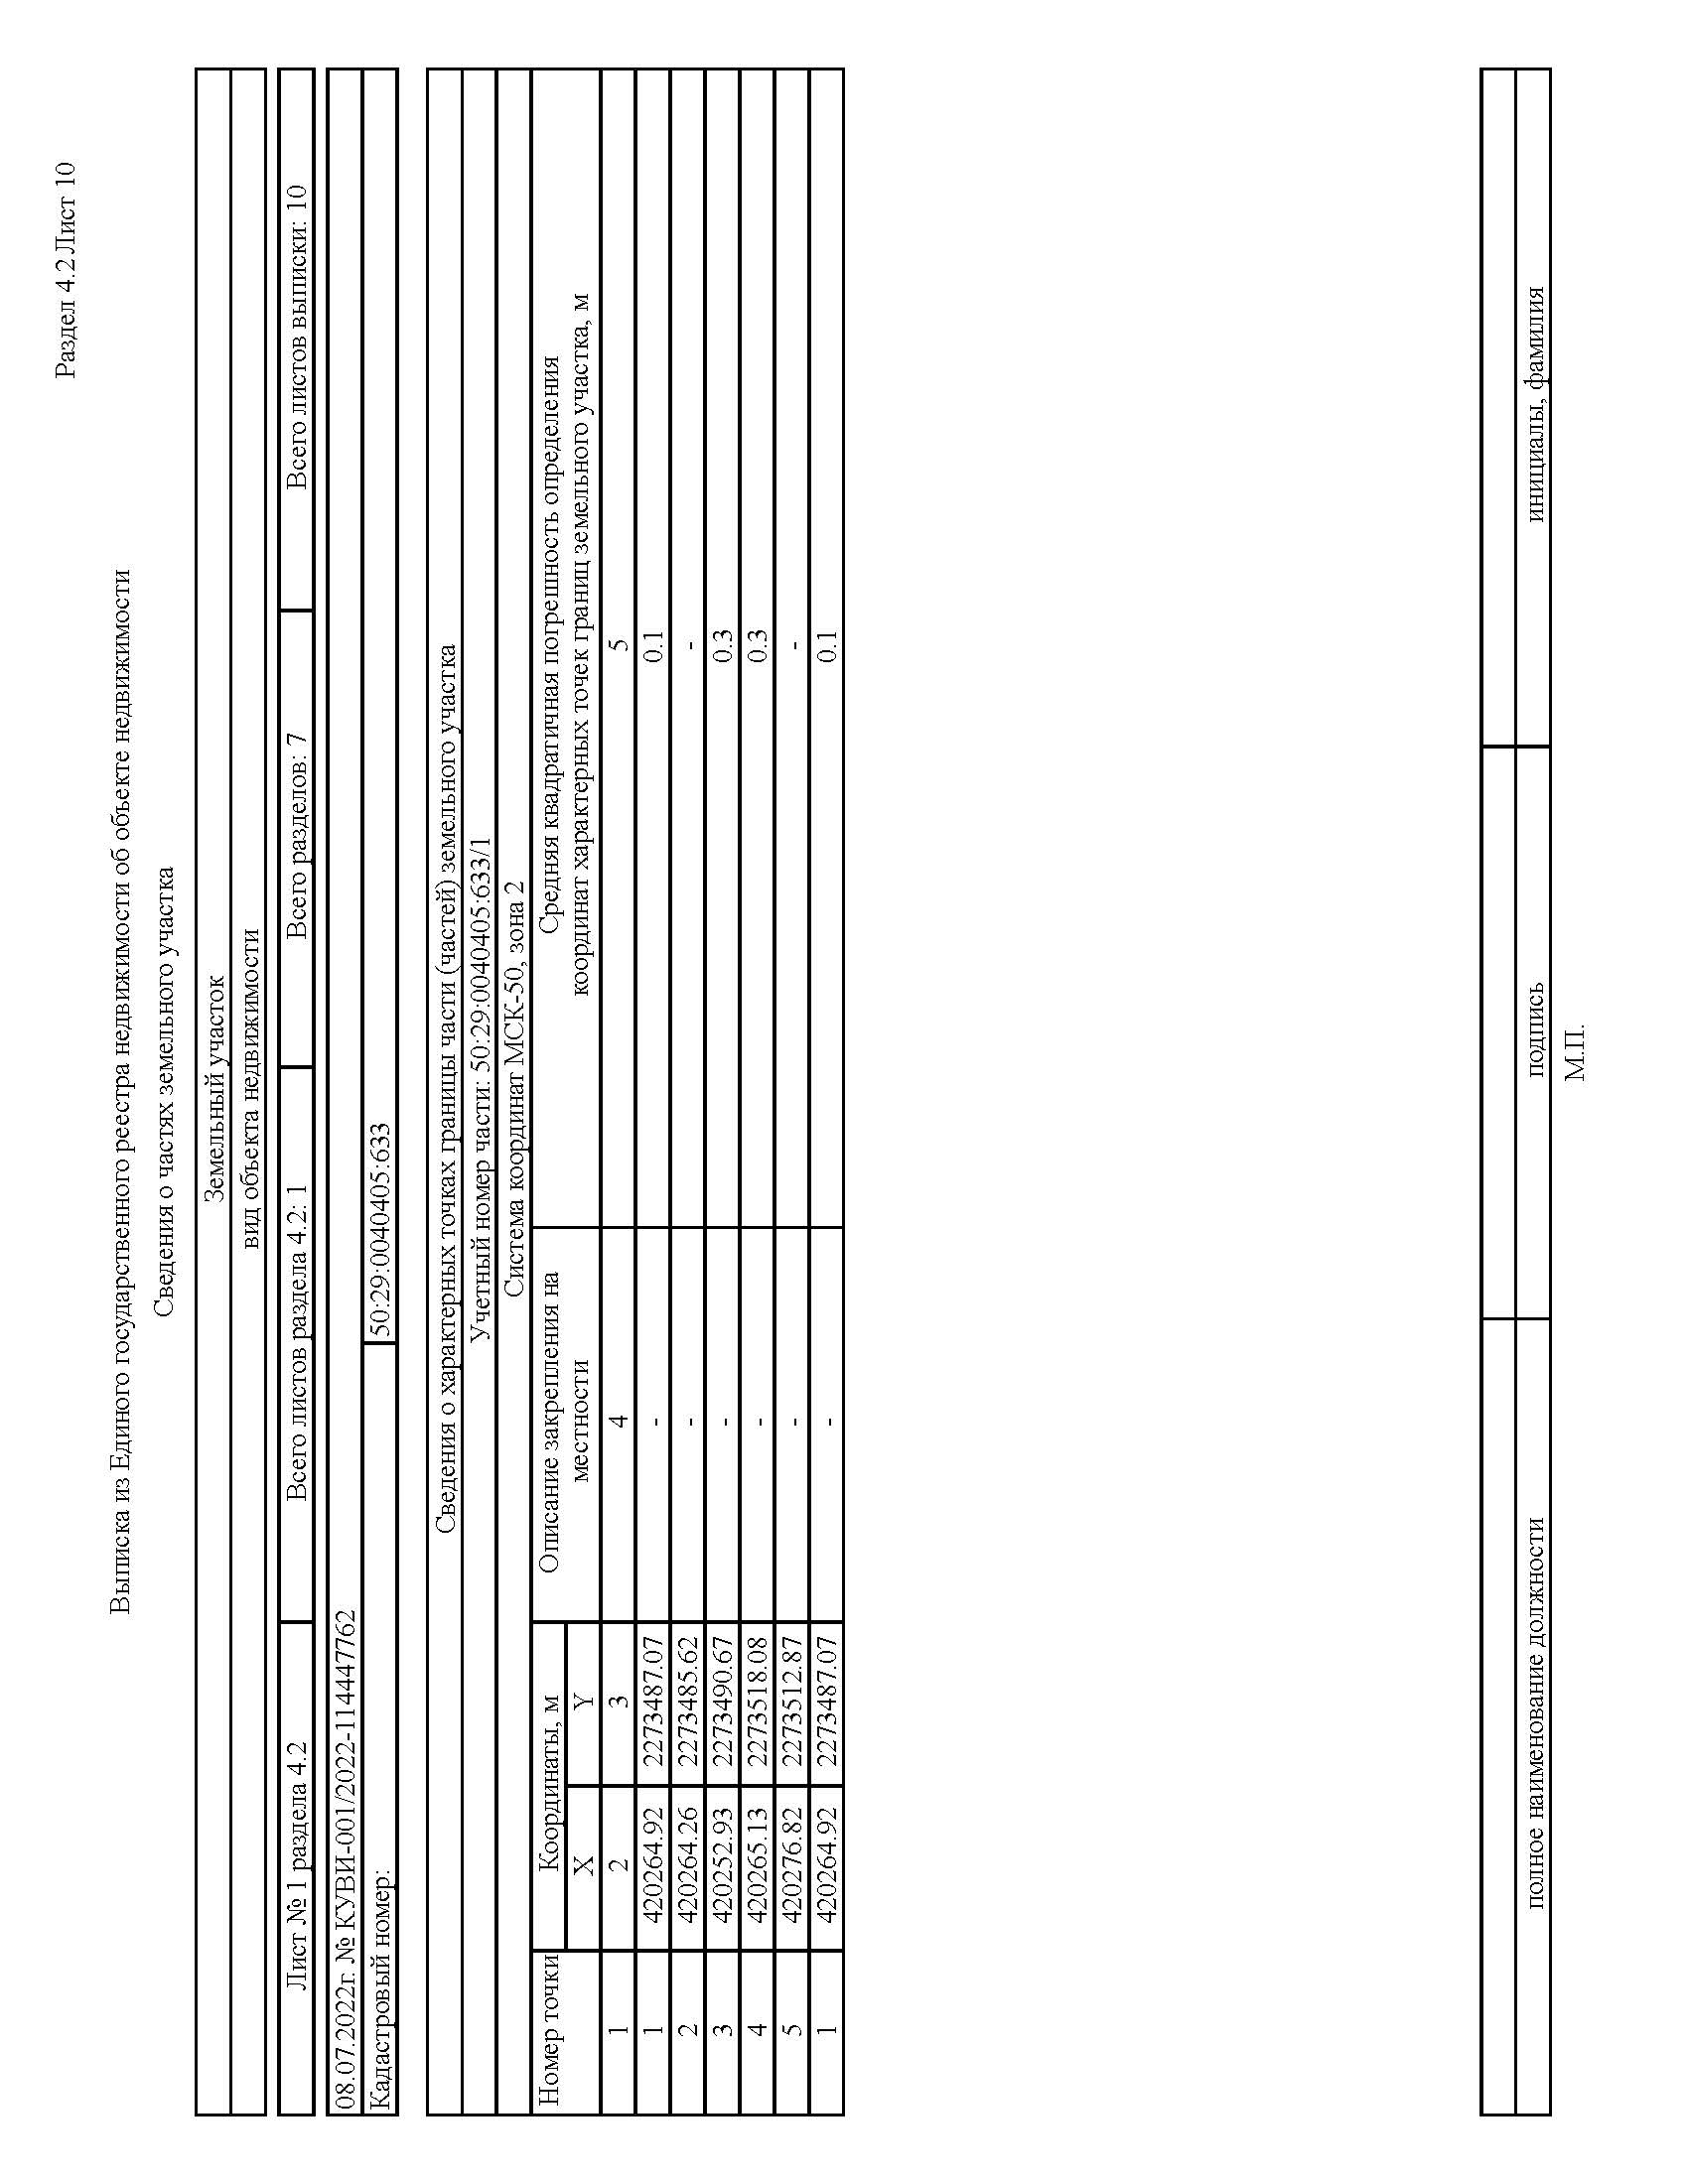 Раздел 4.2 Лист 10
Выписка из Единого государственного реестра недвижимости об объекте недвижимости
Сведения о частях земельного участка
Земельный участок
вид объекта недвижимости
Лист № 1 раздела 4.2 Всего листов раздела 4.2: 1 Всего разделов: 7 Всего листов выписки: 10
08.07.2022г. № КУВИ-001/2022-114447762
Кадастровый номер: 50:29:0040405:633
Сведения о характерных точках границы части (частей) земельного участка
Учетный номер части: 50:29:0040405:633/1
Система координат МСК-50, зона 2
Номер точки Координаты, м Описание закрепления на Средняя квадратичная погрешность определения
X Y местности координат характерных точек границ земельного участка, м
1 2 3 4 5
1 420264.92 2273487.07 - 0.1
2 420264.26 2273485.62 - -
3 420252.93 2273490.67 - 0.3
4 420265.13 2273518.08 - 0.3
5 420276.82 2273512.87 - -
1 420264.92 2273487.07 - 0.1
полное наименование должности подпись инициалы, фамилия
М.П.